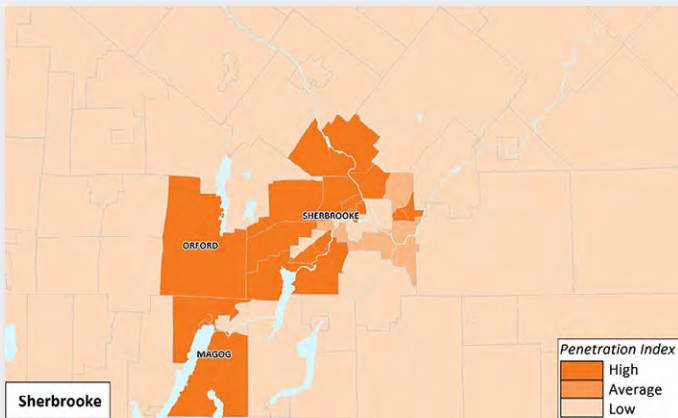 SHERBROOKE
ORFORD
MAGOG
Sherbrooke
Penetration Index
High
Average
Low